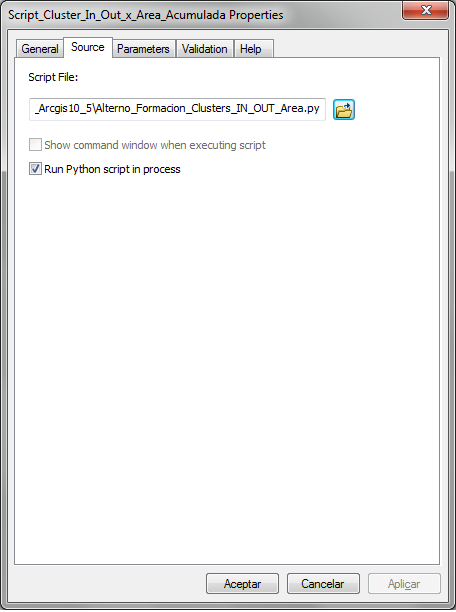 Script_Cluster_In_Out_x_Area_Acumulada Properties
General Source Parameters Validation Help
Script File:
_Arcgis10_5\Alterno_Formacion_Clusters_IN_OUT_Area.py
Show command window when executing script
Run Python script in process
Aceptar Cancelar Aplicar